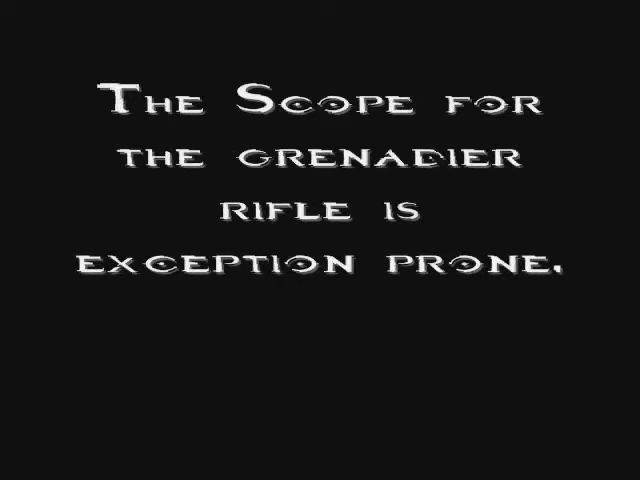 The Scope for
the grenadier
rifle is
exception prone.